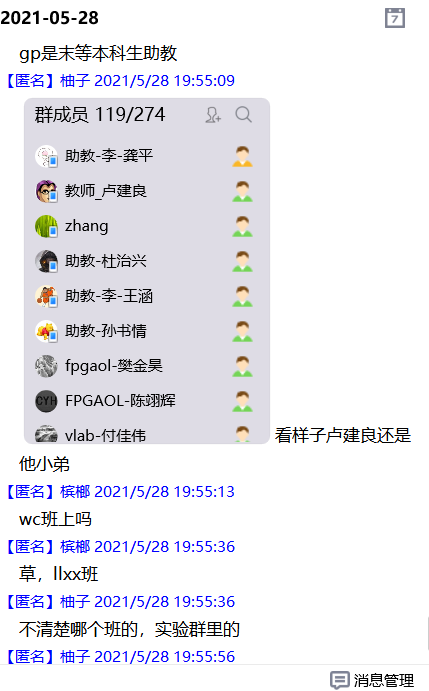 2021-05-28
7
gp是末等本科生助教
【匿名】柚子 2021/5/28 19:55:09
群成员 119/274
助教-李-龚平
教师_卢建良
zhang
助教-杜治兴
助教-李-王涵
助教-孙书情
fpgaol-樊金昊
CYH FPGAOL-陈翊辉
vlab-付佳伟
看样子卢建良还是
他小弟
【匿名】槟榔 2021/5/28 19:55:13
wc班上吗
【匿名】槟榔 2021/5/28 19:55:36
草，llxx班
【匿名】柚子 2021/5/28 19:55:36
不清楚哪个班的，实验群里的
【匿名】柚子 2021/5/28 19:55:56
消息管理